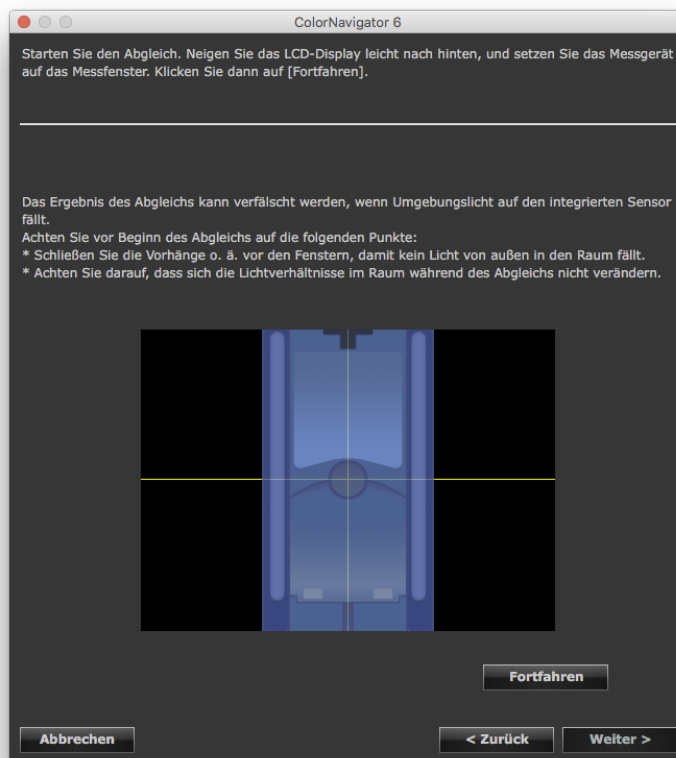 ColorNavigator 6
Starten Sie den Abgleich. Neigen Sie das LCD-Display leicht nach hinten, und setzen Sie das Messgerät
auf das Messfenster. Klicken Sie dann auf [Fortfahren].
Das Ergebnis des Abgleichs kann verfälscht werden, wenn Umgebungslicht auf den integrierten Sensor
fällt.
Achten Sie vor Beginn des Abgleichs auf die folgenden Punkte:
* Schließen Sie die Vorhänge o. ä. vor den Fenstern, damit kein Licht von außen in den Raum fällt.
* Achten Sie darauf, dass sich die Lichtverhältnisse im Raum während des Abgleichs nicht verändern.
Fortfahren
Abbrechen
< Zurück
Weiter >